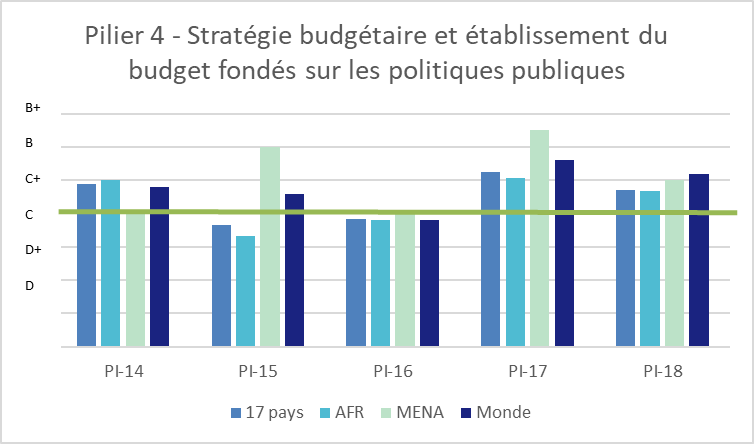 Pilier 4 - Stratégie budgétaire et établissement du
budget fondés sur les politiques publiques
B+
B
C+
C
D+
D
PI-14 PI-15 PI-16 PI-17 PI-18
17 pays AFR MENA Monde